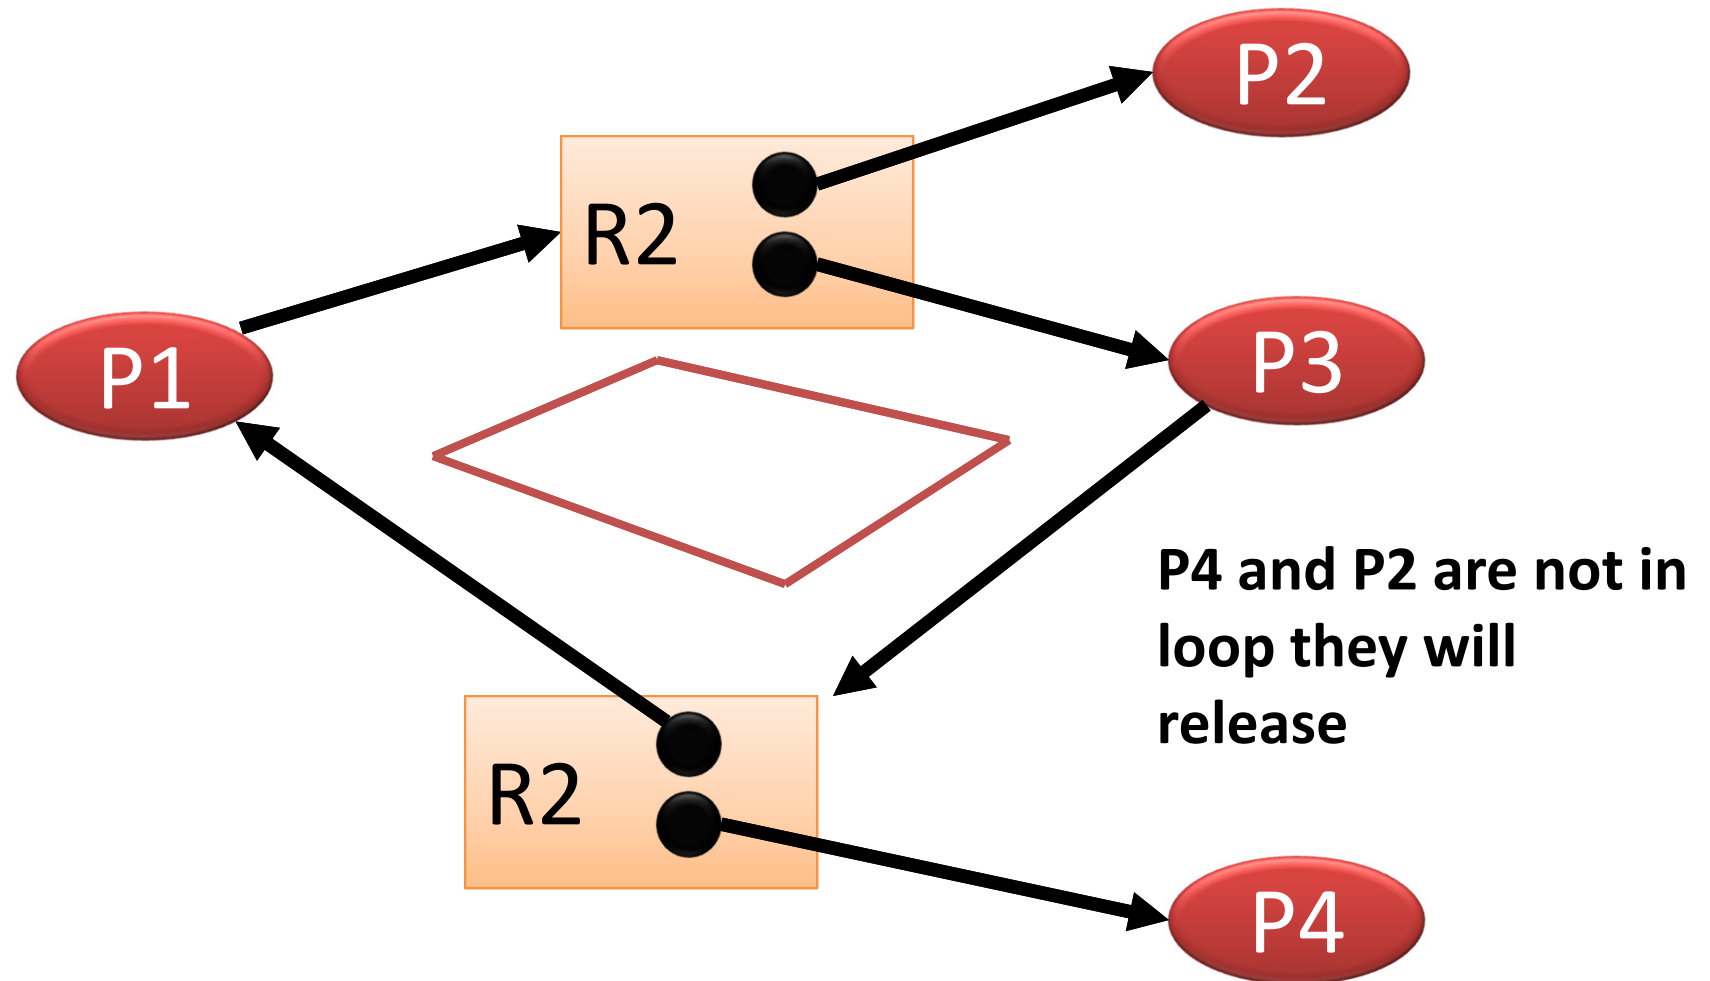 P2
R2
P1
P3
P4 and P2 are not in
loop they will
release
R2
P4